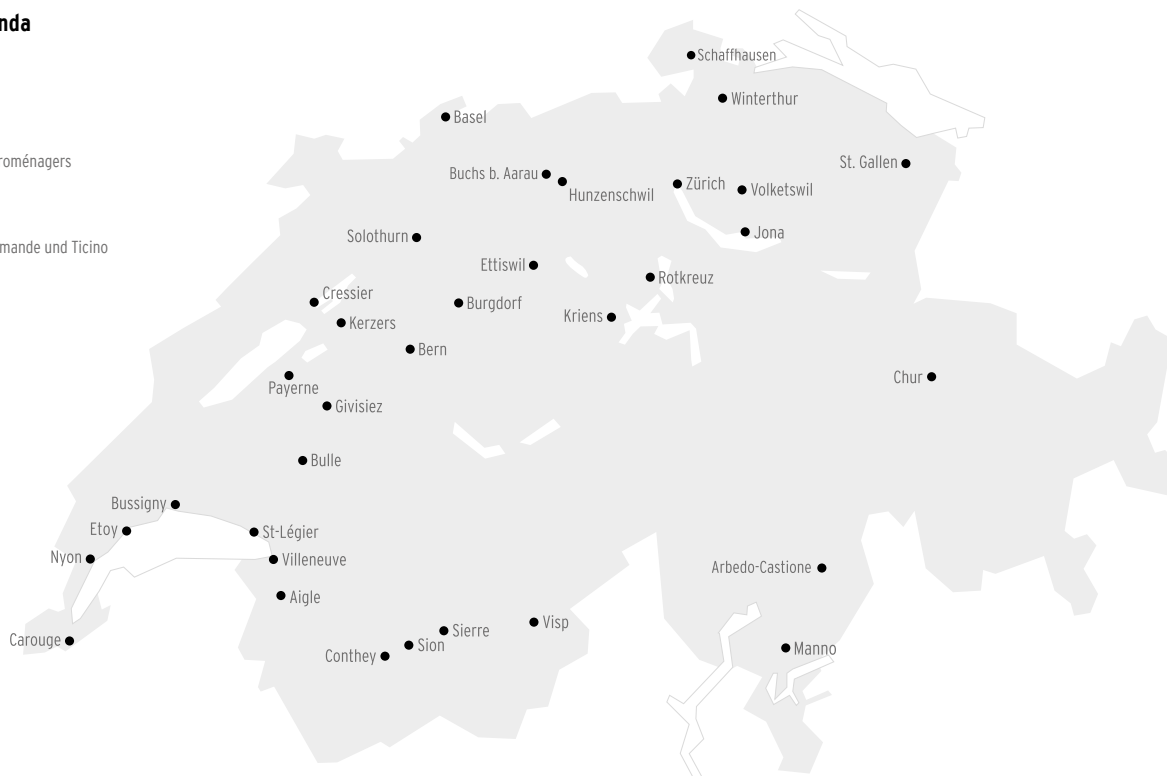 nda
Schaffhausen
Winterthur
Basel
roménagers
St. Gallen
Buchs b. Aarau
Hunzenschwil
Zürich
Volketswil
Jona
Solothurn
mande und Ticino
Ettiswil
Rotkreuz
Cressier
Burgdorf
Kriens
Kerzers
Bern
Chur
Payerne
Givisiez
Bulle
Bussigny
Etoy
St-Légier
Nyon
Villeneuve
Arbedo-Castione
Aigle
Visp
Sierre
Carouge
Sion
Manno
Conthey